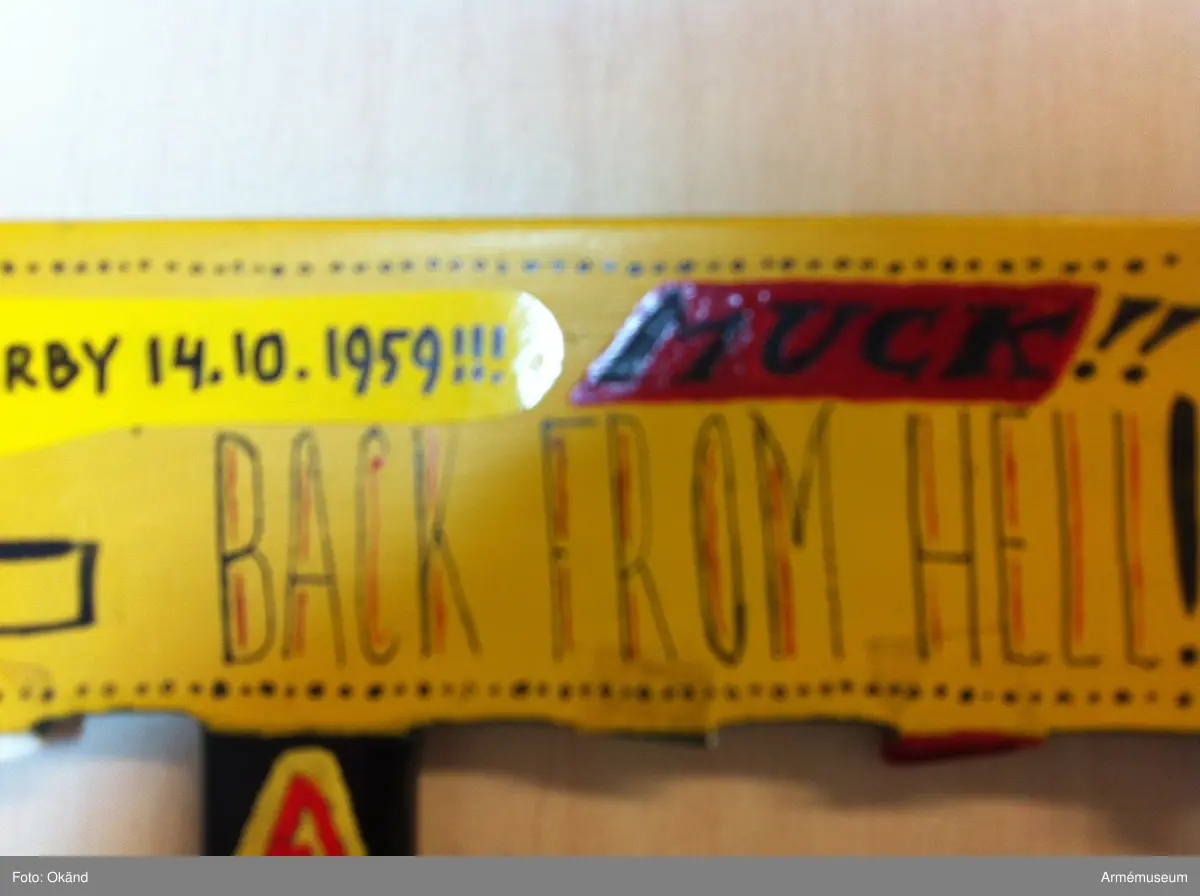 RBY 14.10.1959!!! MUCK!!
BACK FROM HELL!
A
Foto: Okänd
Armémuseum